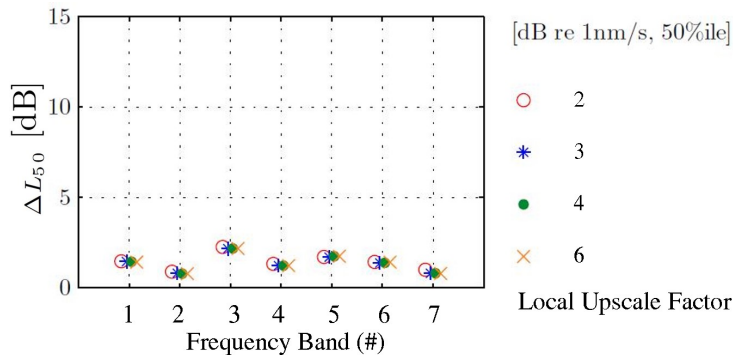 15
10
5
0
ΔL50 [dB]
1 2 3 4 5 6 7
Frequency Band (#)
[dB re 1nm/s, 50%ile]
2
3
4
6
Local Upscale Factor